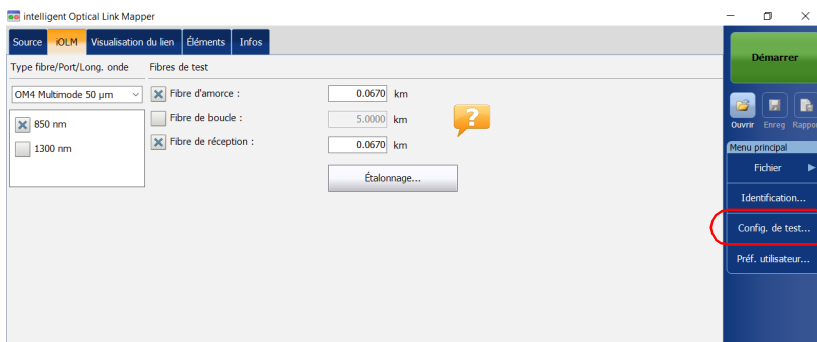 intelligent Optical Link Mapper
Source iOLM Visualisation du lien Éléments Infos
Type fibre/Port/Long. onde Fibres de test
OM4 Multimode 50 µm
850 nm
1300 nm
Fibre d'amorce : 0.0670 km
Fibre de boucle : 5.0000 km
Fibre de réception : 0.0670 km
?
Étalonnage...
Démarrer
Ouvrir Enreg Rappor
Menu principal
Fichier
Identification...
Config. de test...
Préf. utilisateur...